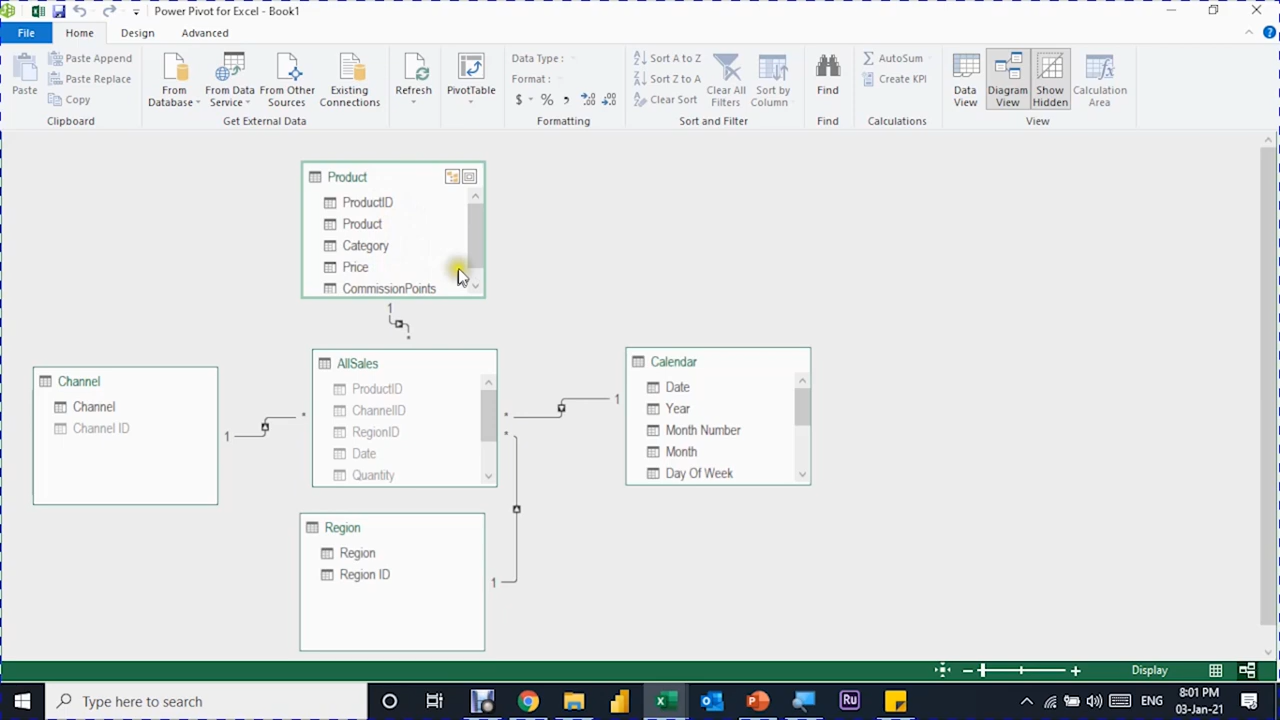 Power Pivot for Excel - Book1
File
Home
Design
Advanced
Paste
Paste Append
Paste Replace
Copy
Clipboard
From Database
From Data Service
From Other Sources
Existing Connections
Get External Data
Refresh
PivotTable
Data Type :
Format :
$ % ,
Formatting
Sort A to Z
Sort Z to A
Clear Sort
Clear All Filters
Sort by Column
Sort and Filter
Find
Find
AutoSum
Create KPI
Calculations
Data View
Diagram View
Show Hidden
Calculation Area
View
Product
ProductID
Product
Category
Price
CommissionPoints
1
*
Channel
Channel
Channel ID
1
*
AllSales
ProductID
ChannelID
RegionID
Date
Quantity
*
*
1
Calendar
Date
Year
Month Number
Month
Day Of Week
Region
Region
Region ID
1
Display
Type here to search
Ru
ENG
8:01 PM
03-Jan-21